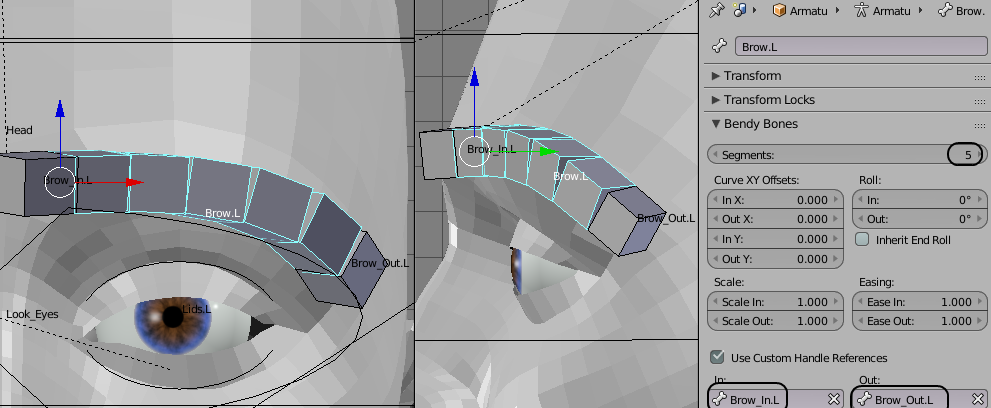 Head
Brow_In.L
Brow.L
Brow_Out.L
Look_Eyes
Lids.L
Brow_In.L
Brow.L
Brow_Out.L
Armatu Armatu Brow.
Brow.L
Transform
Transform Locks
Bendy Bones
Segments: 5
Curve XY Offsets: Roll:
In X: 0.000 In: 0°
Out X: 0.000 Out: 0°
In Y: 0.000 Inherit End Roll
Out Y: 0.000
Scale: Easing:
Scale In: 1.000 Ease In: 1.000
Scale Out: 1.000 Ease Out: 1.000
Use Custom Handle References
In: Out:
Brow_In.L Brow_Out.L